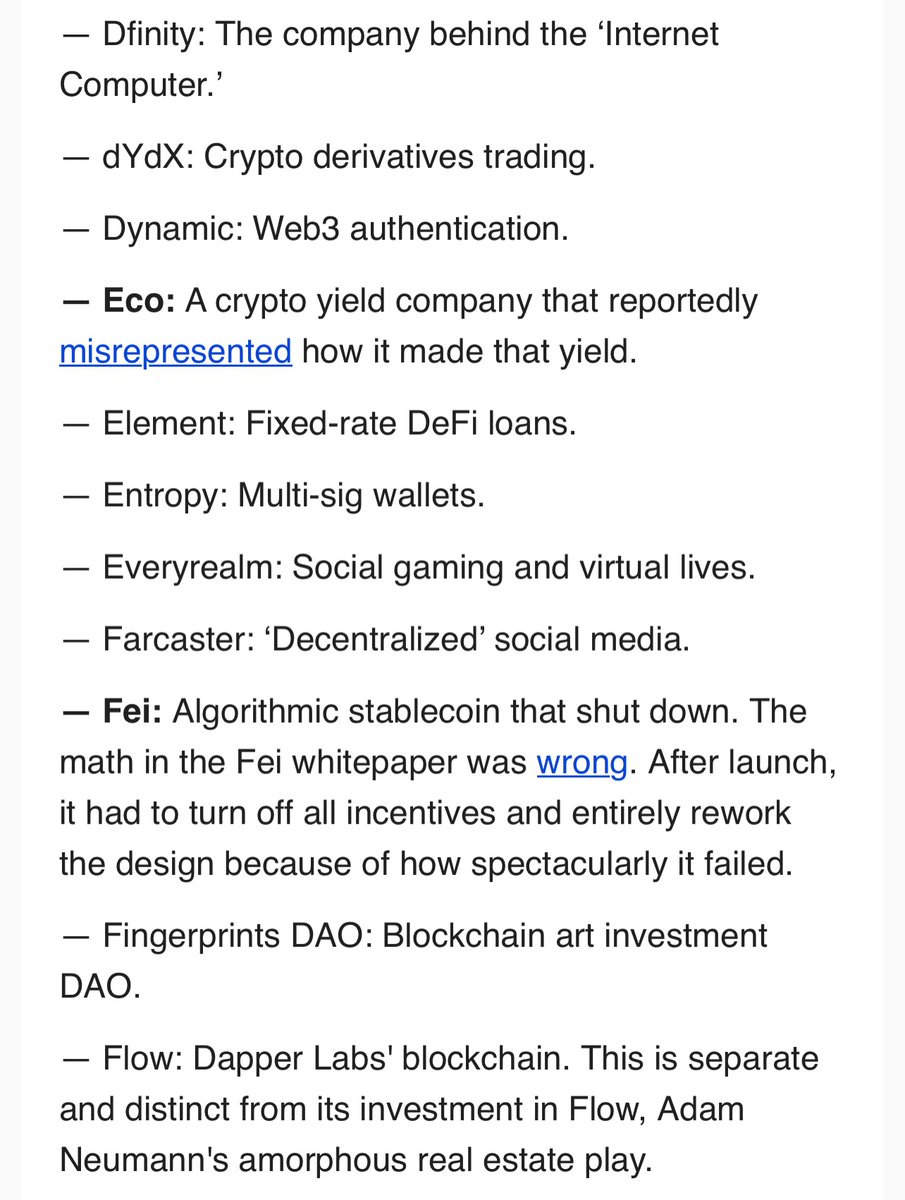 — Dfinity: The company behind the ‘Internet
Computer.’
— dYdX: Crypto derivatives trading.
— Dynamic: Web3 authentication.
— Eco: A crypto yield company that reportedly
misrepresented how it made that yield.
— Element: Fixed-rate DeFi loans.
— Entropy: Multi-sig wallets.
— Everyrealm: Social gaming and virtual lives.
— Farcaster: ‘Decentralized’ social media.
— Fei: Algorithmic stablecoin that shut down. The
math in the Fei whitepaper was wrong. After launch,
it had to turn off all incentives and entirely rework
the design because of how spectacularly it failed.
— Fingerprints DAO: Blockchain art investment
DAO.
— Flow: Dapper Labs' blockchain. This is separate
and distinct from its investment in Flow, Adam
Neumann's amorphous real estate play.